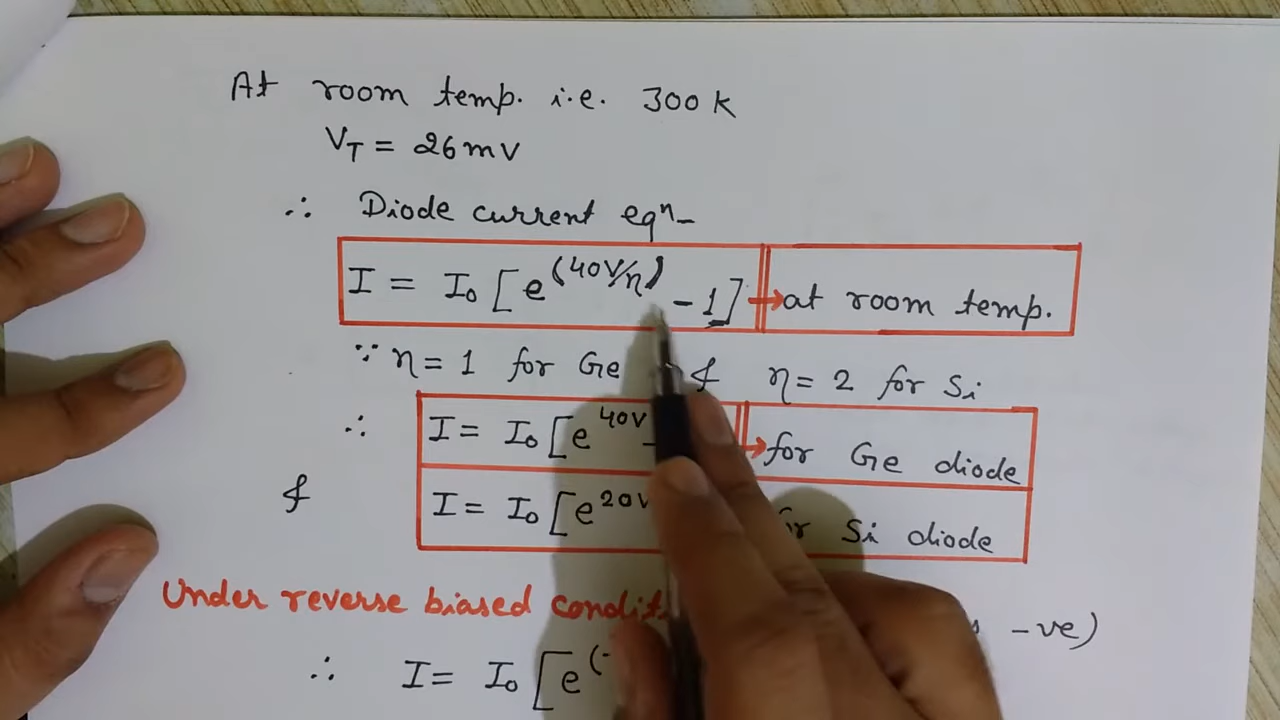 At room temp. i.e. 300 K
V_T = 26 mV
∴ Diode current eqⁿ–
I = I₀ [e^(40V/η) – 1] → at room temp.
∵ η = 1 for Ge & η = 2 for Si
∴ I = I₀ [e^40V → for Ge diode
& I = I₀ [e^20V Si diode
Under reverse biased –ve)
∴ I = I₀ [e^(-